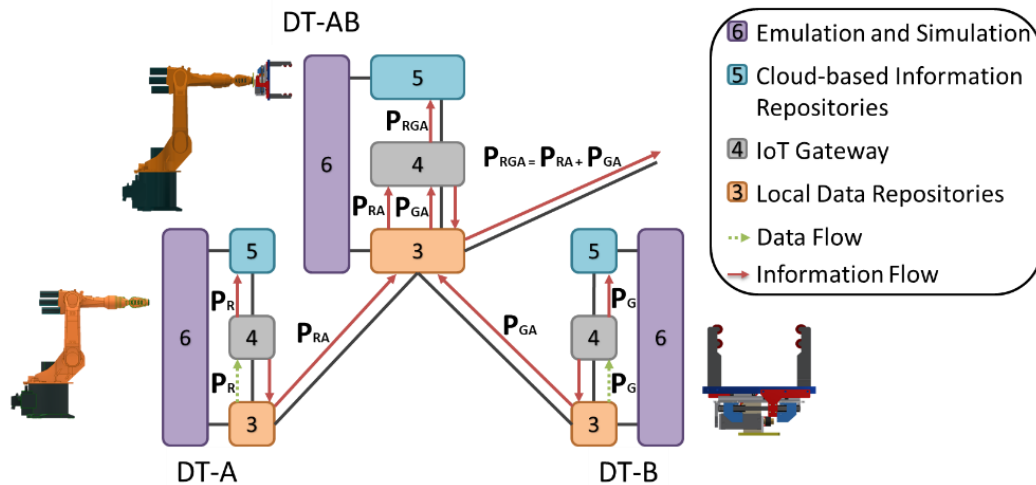 DT-AB
6
5
P_RGA
4
P_RA
P_GA
3
P_RGA = P_RA + P_GA
6
5
P_R
4
P_R
3
P_RA
DT-A
P_GA
5
P_G
4
P_G
3
6
DT-B
6 Emulation and Simulation
5 Cloud-based Information
Repositories
4 IoT Gateway
3 Local Data Repositories
Data Flow
Information Flow